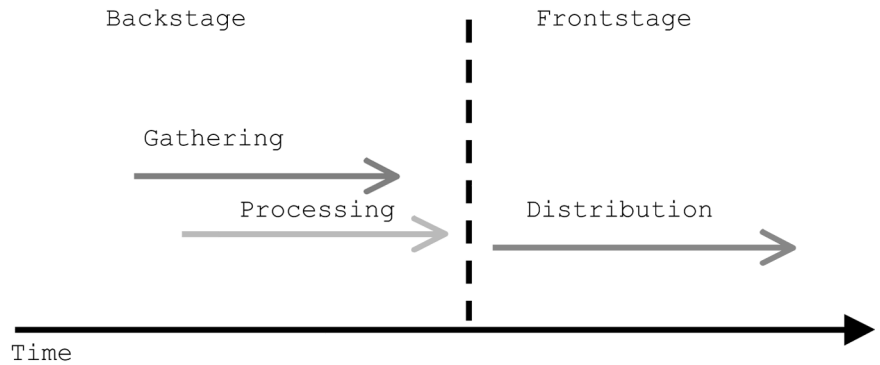 Backstage
Frontstage
Gathering
Processing
Distribution
Time